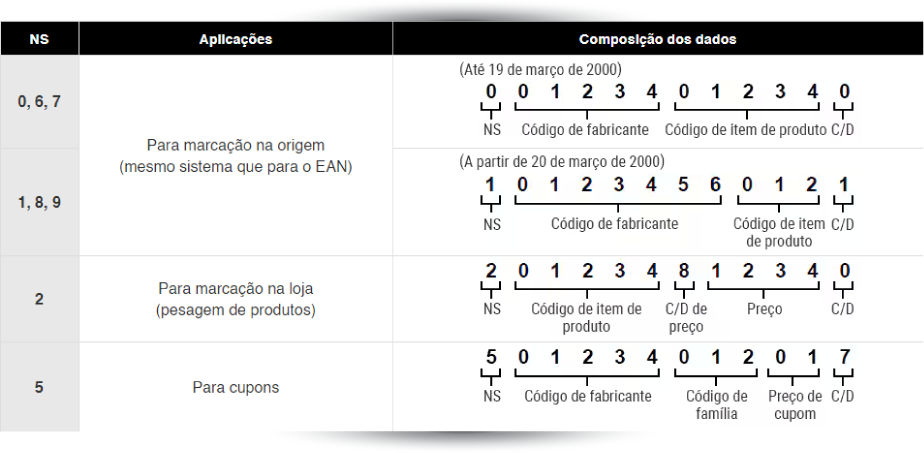 NS Aplicações Composição dos dados
0, 6, 7
Para marcação na origem
(mesmo sistema que para o EAN)
(Até 19 de março de 2000)
0 0 1 2 3 4 0 1 2 3 4 0
NS Código de fabricante Código de item de produto C/D
1, 8, 9
(A partir de 20 de março de 2000)
1 0 1 2 3 4 5 6 0 1 2 1
NS Código de fabricante Código de item C/D
de produto
2
Para marcação na loja
(pesagem de produtos)
2 0 1 2 3 4 8 1 2 3 4 0
NS Código de item de C/D de Preço C/D
produto preço
5
Para cupons
5 0 1 2 3 4 0 1 2 0 1 7
NS Código de fabricante Código de Preço de C/D
família cupom